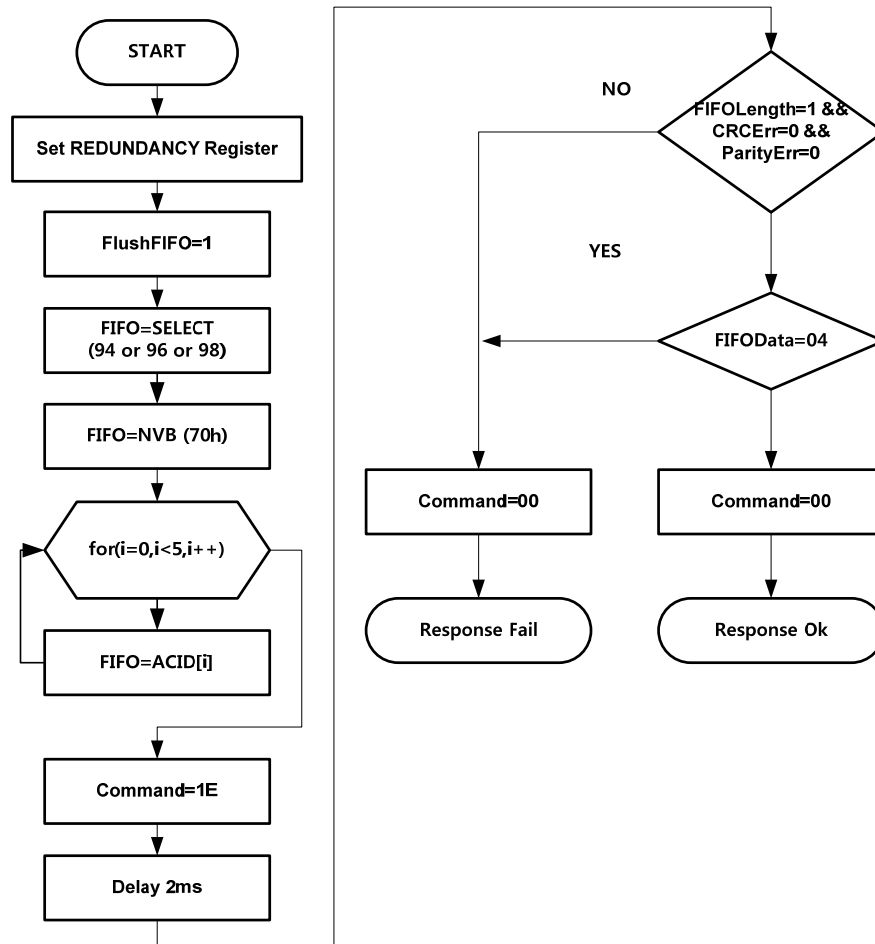 START
Set REDUNDANCY Register
FlushFIFO=1
FIFO=SELECT
(94 or 96 or 98)
FIFO=NVB (70h)
for(i=0,i<5,i++)
FIFO=ACID[i]
Command=1E
Delay 2ms
NO
FIFOLength=1 &&
CRCErr=0 &&
ParityErr=0
YES
FIFOData=04
Command=00
Command=00
Response Fail
Response Ok